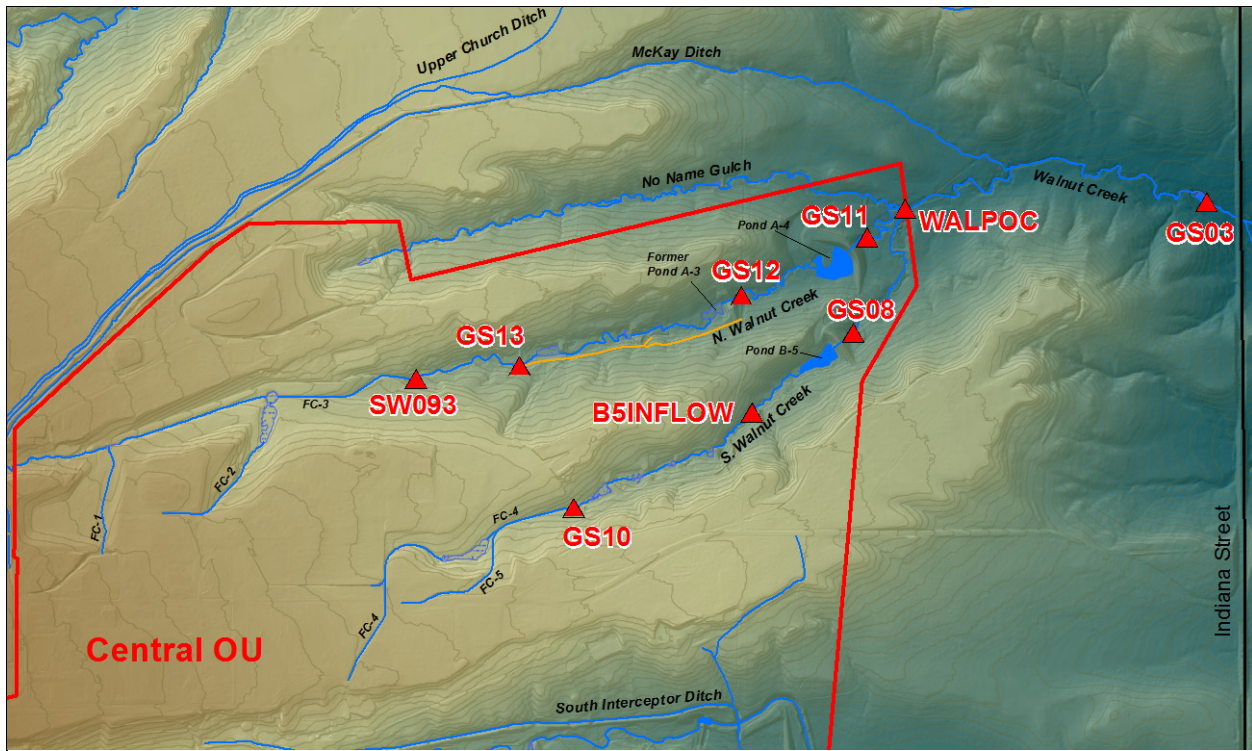 Upper Church Ditch
McKay Ditch
No Name Gulch
Walnut Creek
GS11
WALPOC
GS03
Pond A-4
Former
Pond A-3
GS12
N. Walnut Creek
GS08
GS13
Pond B-5
SW093
FC-3
B5INFLOW
S. Walnut Creek
FC-2
FC-1
FC-4
GS10
FC-5
FC-4
Indiana Street
Central OU
South Interceptor Ditch